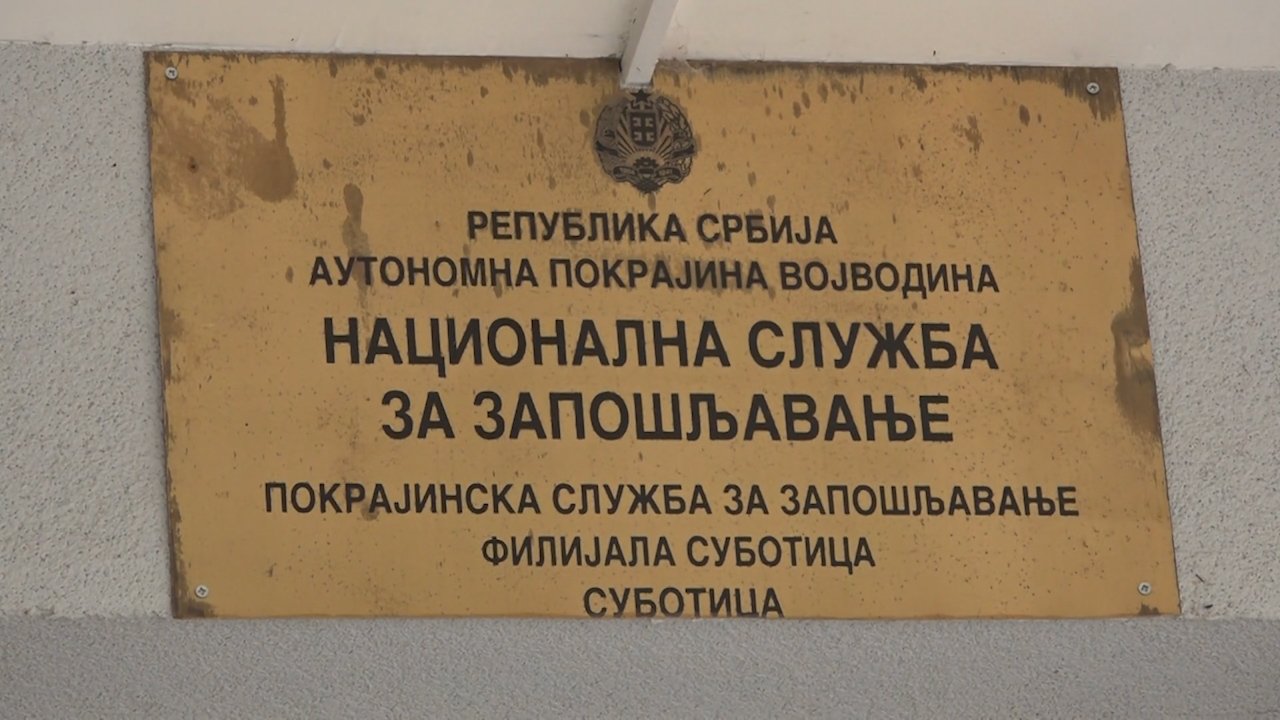 РЕПУБЛИКА СРБИЈА
АУТОНОМНА ПОКРАЈИНА ВОЈВОДИНА
НАЦИОНАЛНА СЛУЖБА
ЗА ЗАПОШЉАВАЊЕ
ПОКРАЈИНСКА СЛУЖБА ЗА ЗАПОШЉАВАЊЕ
ФИЛИЈАЛА СУБОТИЦА
СУБОТИЦА